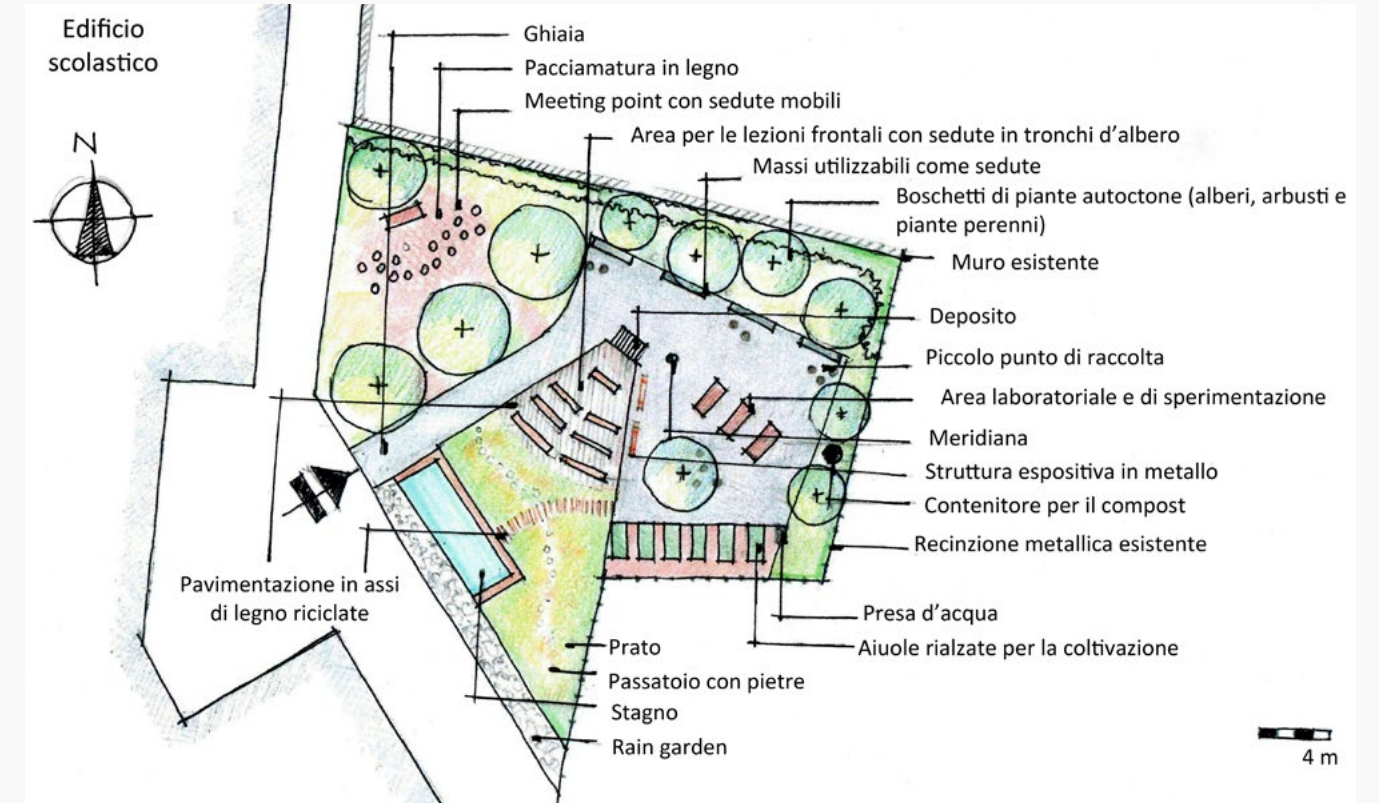 Edificio
scolastico
N
Ghiaia
Pacciamatura in legno
Meeting point con sedute mobili
Area per le lezioni frontali con sedute in tronchi d'albero
Massi utilizzabili come sedute
Boschetti di piante autoctone (alberi, arbusti e
piante perenni)
Muro esistente
Deposito
Piccolo punto di raccolta
Area laboratoriale e di sperimentazione
Meridiana
Struttura espositiva in metallo
Contenitore per il compost
Recinzione metallica esistente
Pavimentazione in assi
di legno riciclate
Presa d'acqua
Aiuole rialzate per la coltivazione
Prato
Passatoio con pietre
Stagno
Rain garden
4 m